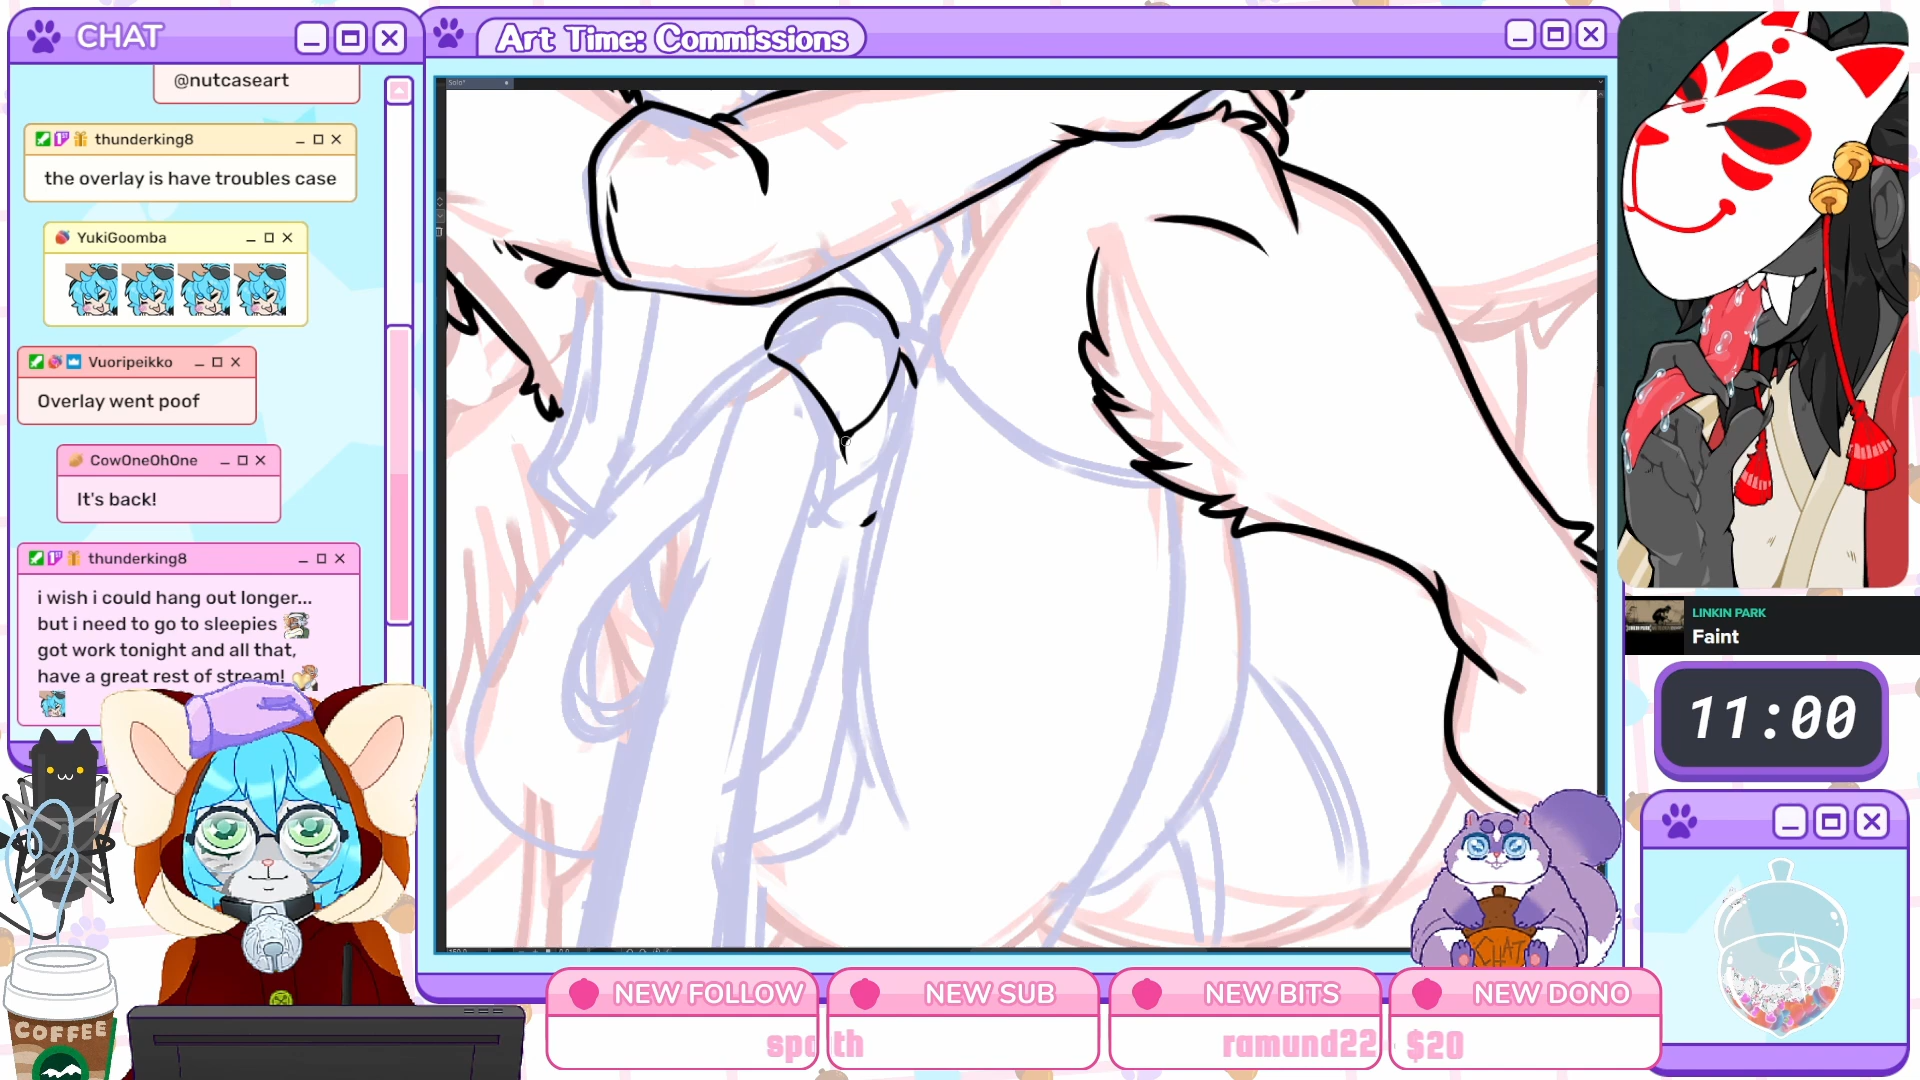 CHAT
Art Time: Commissions
@nutcaseart
thunderking8
the overlay is have troubles case
YukiGoomba
Vuoripeikko
Overlay went poof
CowOneOhOne
It's back!
thunderking8
i wish i could hang out longer...
but i need to go to sleepies
got work tonight and all that,
have a great rest of stream!
LINKIN PARK
Faint
11:00
COFFEE
CHAT
NEW FOLLOW
NEW SUB
NEW BITS
NEW DONO
th
ramund22
$20